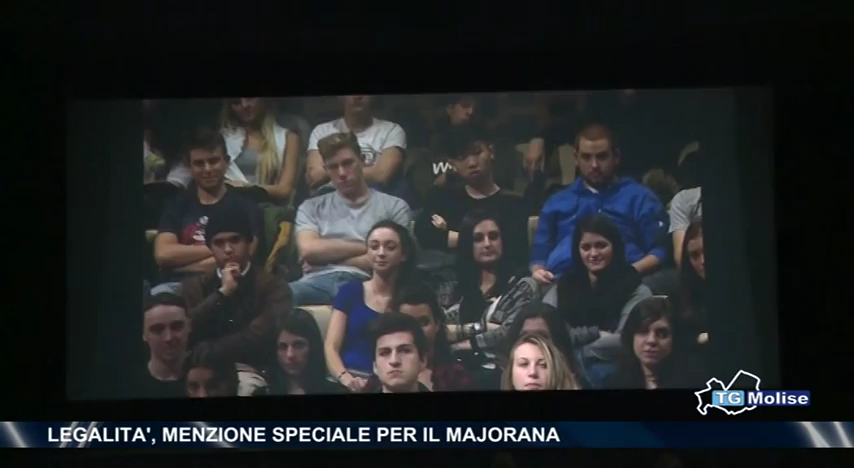 TG Molise
LEGALITA', MENZIONE SPECIALE PER IL MAJORANA